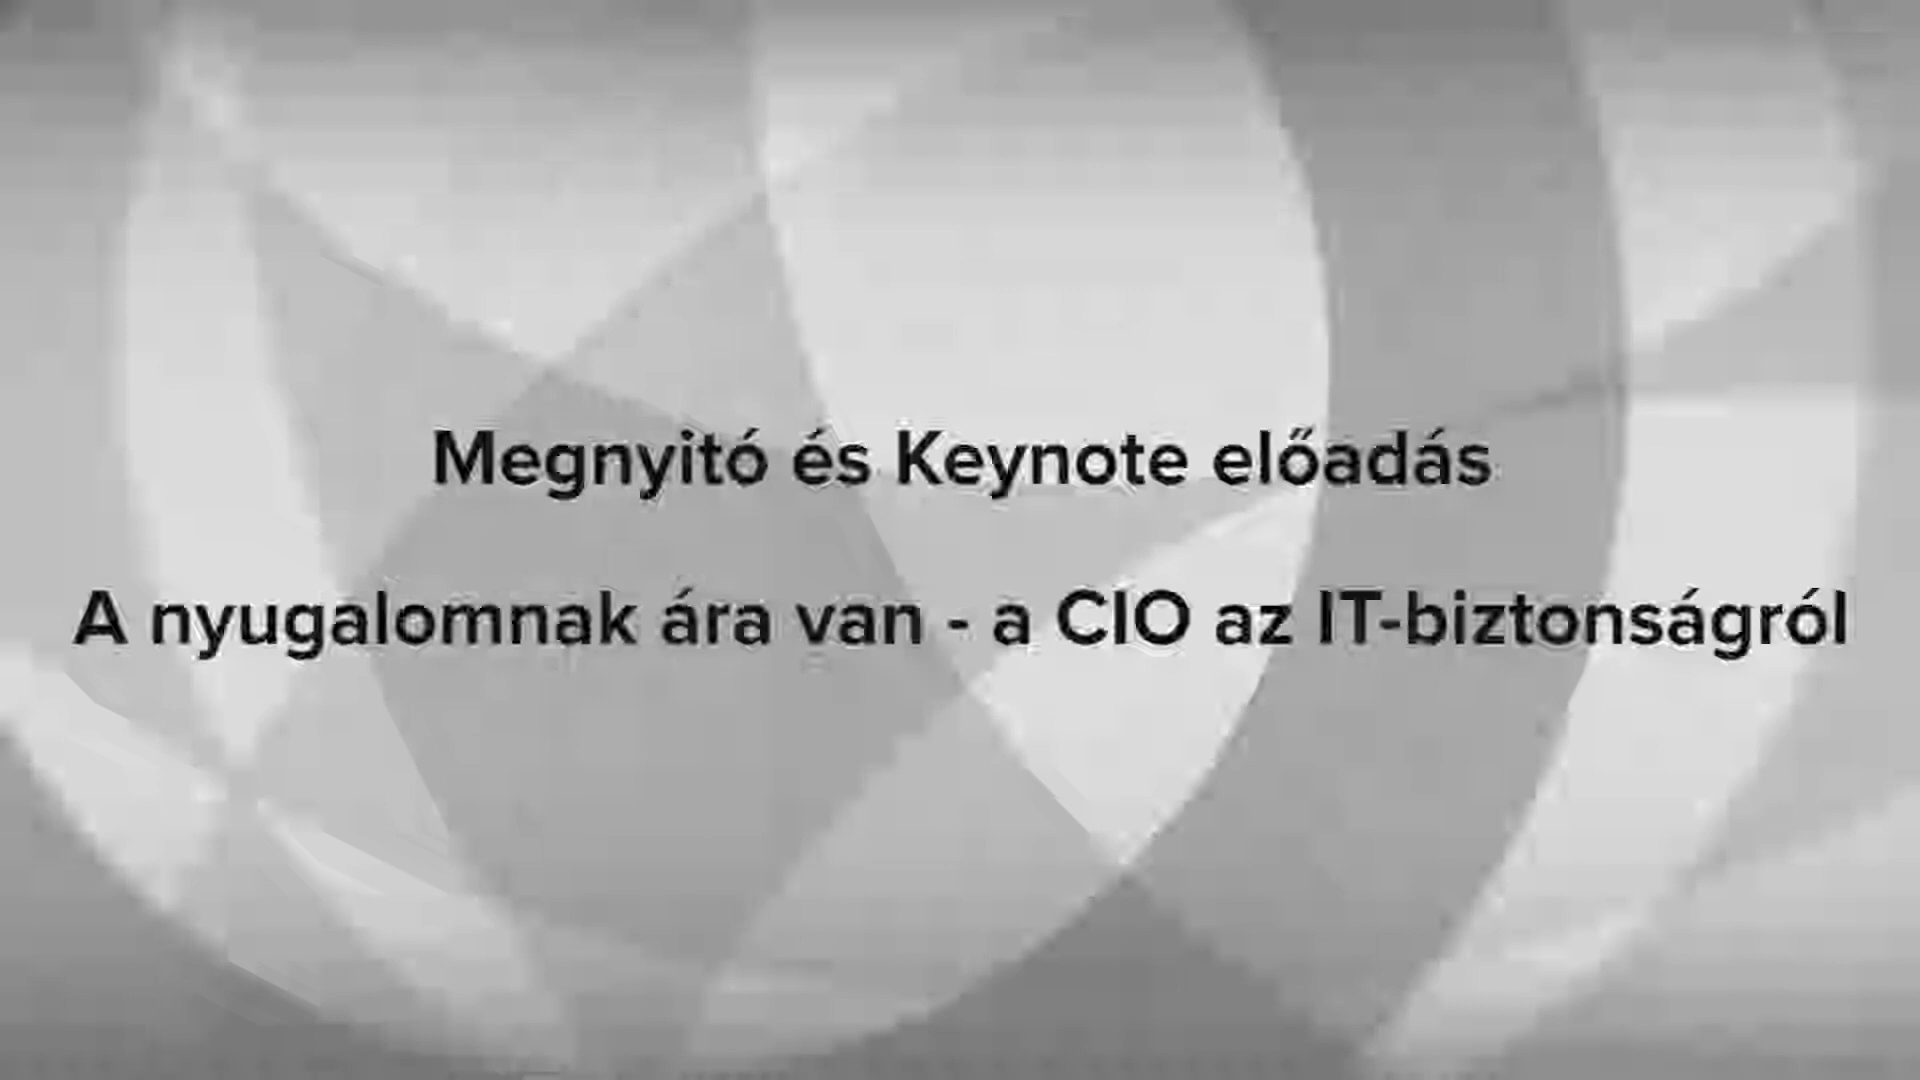 Megnyitó és Keynote előadás
A nyugalomnak ára van - a CIO az IT-biztonságról